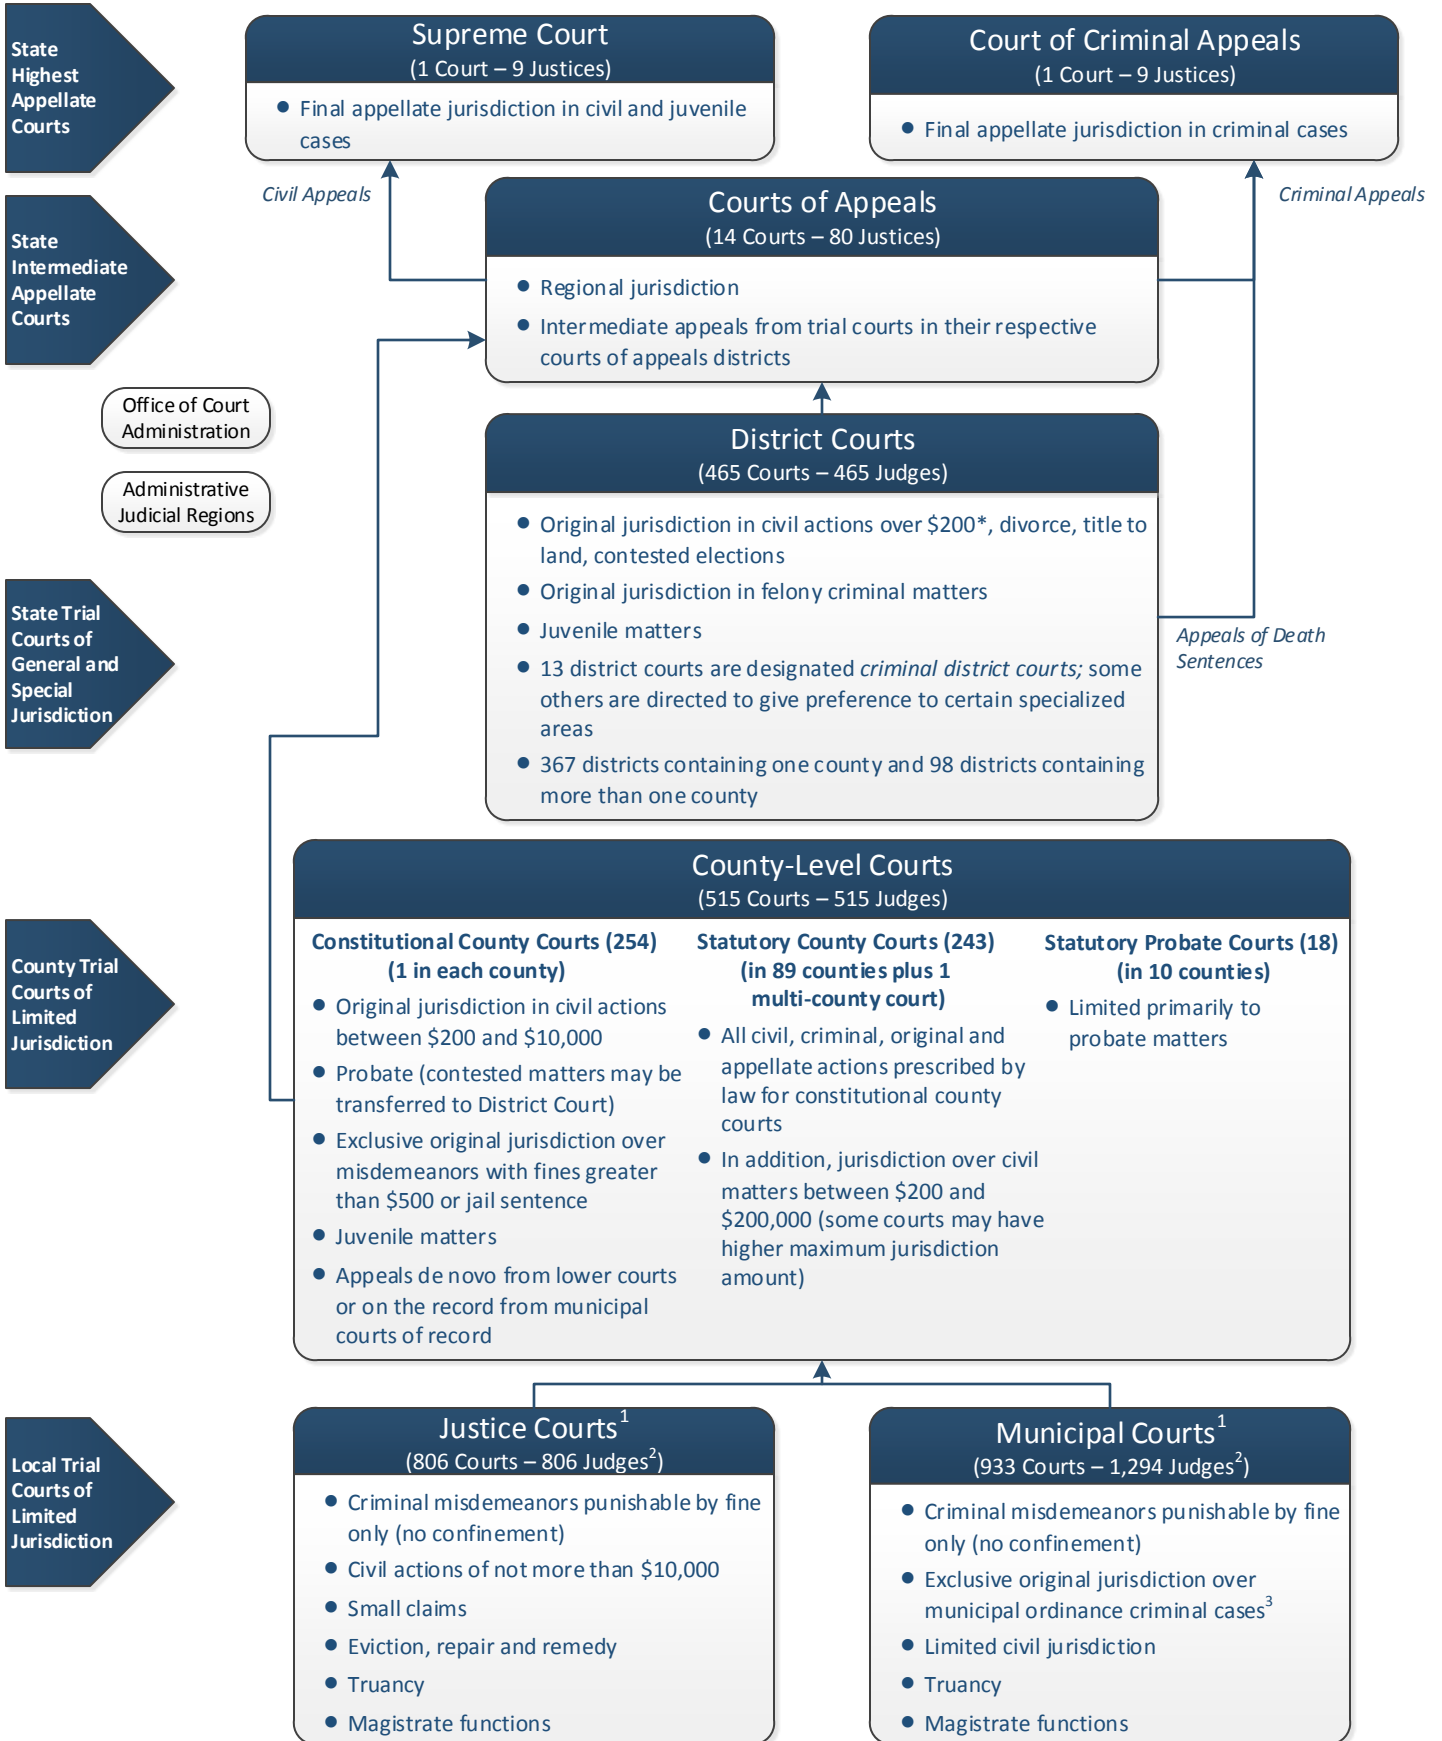 State
Highest
Appellate
Courts
Supreme Court
(1 Court – 9 Justices)
● Final appellate jurisdiction in civil and juvenile
cases
Court of Criminal Appeals
(1 Court – 9 Justices)
● Final appellate jurisdiction in criminal cases
Civil Appeals
Criminal Appeals
State
Intermediate
Appellate
Courts
Courts of Appeals
(14 Courts – 80 Justices)
● Regional jurisdiction
● Intermediate appeals from trial courts in their respective
courts of appeals districts
Office of Court
Administration
Administrative
Judicial Regions
State Trial
Courts of
General and
Special
Jurisdiction
District Courts
(465 Courts – 465 Judges)
● Original jurisdiction in civil actions over $200*, divorce, title to
land, contested elections
● Original jurisdiction in felony criminal matters
● Juvenile matters
● 13 district courts are designated criminal district courts; some
others are directed to give preference to certain specialized
areas
● 367 districts containing one county and 98 districts containing
more than one county
Appeals of Death
Sentences
County Trial
Courts of
Limited
Jurisdiction
County-Level Courts
(515 Courts – 515 Judges)
Constitutional County Courts (254)
(1 in each county)
● Original jurisdiction in civil actions
between $200 and $10,000
● Probate (contested matters may be
transferred to District Court)
● Exclusive original jurisdiction over
misdemeanors with fines greater
than $500 or jail sentence
● Juvenile matters
● Appeals de novo from lower courts
or on the record from municipal
courts of record
Statutory County Courts (243)
(in 89 counties plus 1
multi-county court)
● All civil, criminal, original and
appellate actions prescribed by
law for constitutional county
courts
● In addition, jurisdiction over civil
matters between $200 and
$200,000 (some courts may have
higher maximum jurisdiction
amount)
Statutory Probate Courts (18)
(in 10 counties)
● Limited primarily to
probate matters
Local Trial
Courts of
Limited
Jurisdiction
Justice Courts¹
(806 Courts – 806 Judges²)
● Criminal misdemeanors punishable by fine
only (no confinement)
● Civil actions of not more than $10,000
● Small claims
● Eviction, repair and remedy
● Truancy
● Magistrate functions
Municipal Courts¹
(933 Courts – 1,294 Judges²)
● Criminal misdemeanors punishable by fine
only (no confinement)
● Exclusive original jurisdiction over
municipal ordinance criminal cases³
● Limited civil jurisdiction
● Truancy
● Magistrate functions